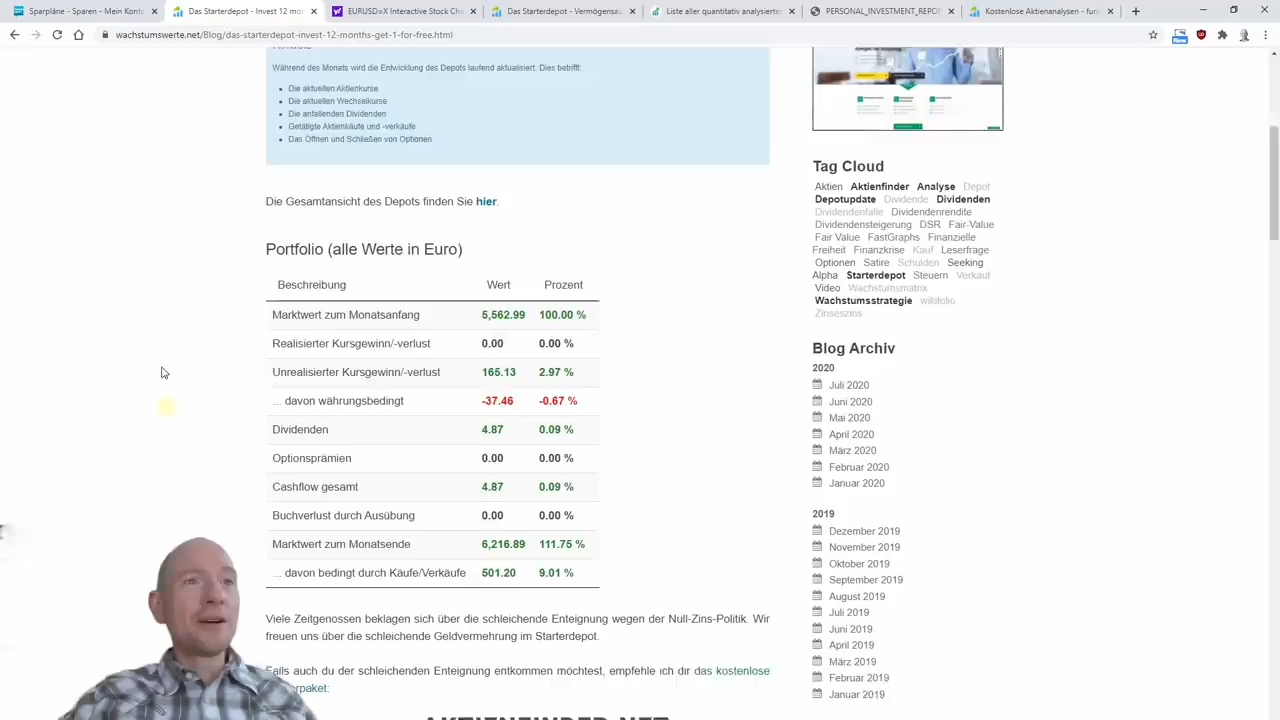 Sparpläne - Sparen - Mein Kont
Das Starterdepot - Invest 12 mo
EURUSD=X Interactive Stock C
Das Starterdepot - Vermögensau
Liste aller quantitativ analysierter
PERSONAL_INVESTMENT_REPOR
Kostenlose Aktienanalysen - fun
wachstumswerte.net/Blog/das-starterdepot-invest-12-months-get-1-for-free.html
New
Während des Monats wird die Entwicklung des Depots laufend aktualisiert. Dies betrifft:
Die aktuellen Aktienkurse
Die aktuellen Wechselkurse
Die anfallenden Dividenden
Getätigte Aktienkäufe und -verkäufe
Das Öffnen und Schließen von Optionen
Die Gesamtansicht des Depots finden Sie hier.
Portfolio (alle Werte in Euro)
Beschreibung Wert Prozent
Marktwert zum Monatsanfang 5,562.99 100.00 %
Realisierter Kursgewinn/-verlust 0.00 0.00 %
Unrealisierter Kursgewinn/-verlust 165.13 2.97 %
... davon währungsbedingt -37.46 -0.67 %
Dividenden 4.87 0.09 %
Optionsprämien 0.00 0.00 %
Cashflow gesamt 4.87 0.09 %
Buchverlust durch Ausübung 0.00 0.00 %
Marktwert zum Monatsende 6,216.89 111.75 %
... davon bedingt durch Käufe/Verkäufe 501.20 9.01 %
Viele Zeitgenossen beklagen sich über die schleichende Enteignung wegen der Null-Zins-Politik. Wir
freuen uns über die schleichende Geldvermehrung im Starterdepot.
Falls auch du der schleichenden Enteignung entkommen möchtest, empfehle ich dir das kostenlose
erpaket:
AKTIENFINDER.NET
Tag Cloud
Aktien Aktienfinder Analyse Depot
Depotupdate Dividende Dividenden
Dividendenfalle Dividendenrendite
Dividendensteigerung DSR Fair-Value
Fair Value FastGraphs Finanzielle
Freiheit Finanzkrise Kauf Leserfrage
Optionen Satire Schulden Seeking
Alpha Starterdepot Steuern Verkauf
Video Wachstumsmatrix
Wachstumsstrategie wikifolio
Zinseszins
Blog Archiv
2020
Juli 2020
Juni 2020
Mai 2020
April 2020
März 2020
Februar 2020
Januar 2020
2019
Dezember 2019
November 2019
Oktober 2019
September 2019
August 2019
Juli 2019
Juni 2019
April 2019
März 2019
Februar 2019
Januar 2019